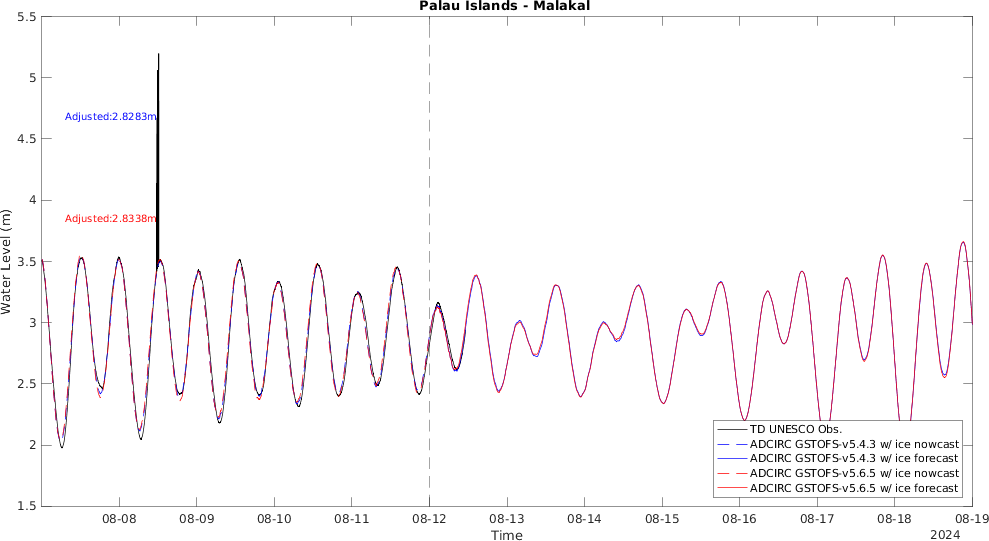 Palau Islands - Malakal
5.5
5
4.5
4
3.5
3
2.5
2
1.5
Water Level (m)
Adjusted:2.8283m
Adjusted:2.8338m
TD UNESCO Obs.
ADCIRC GSTOFS-v5.4.3 w/ ice nowcast
ADCIRC GSTOFS-v5.4.3 w/ ice forecast
ADCIRC GSTOFS-v5.6.5 w/ ice nowcast
ADCIRC GSTOFS-v5.6.5 w/ ice forecast
08-08 08-09 08-10 08-11 08-12 08-13 08-14 08-15 08-16 08-17 08-18 08-19
Time
2024